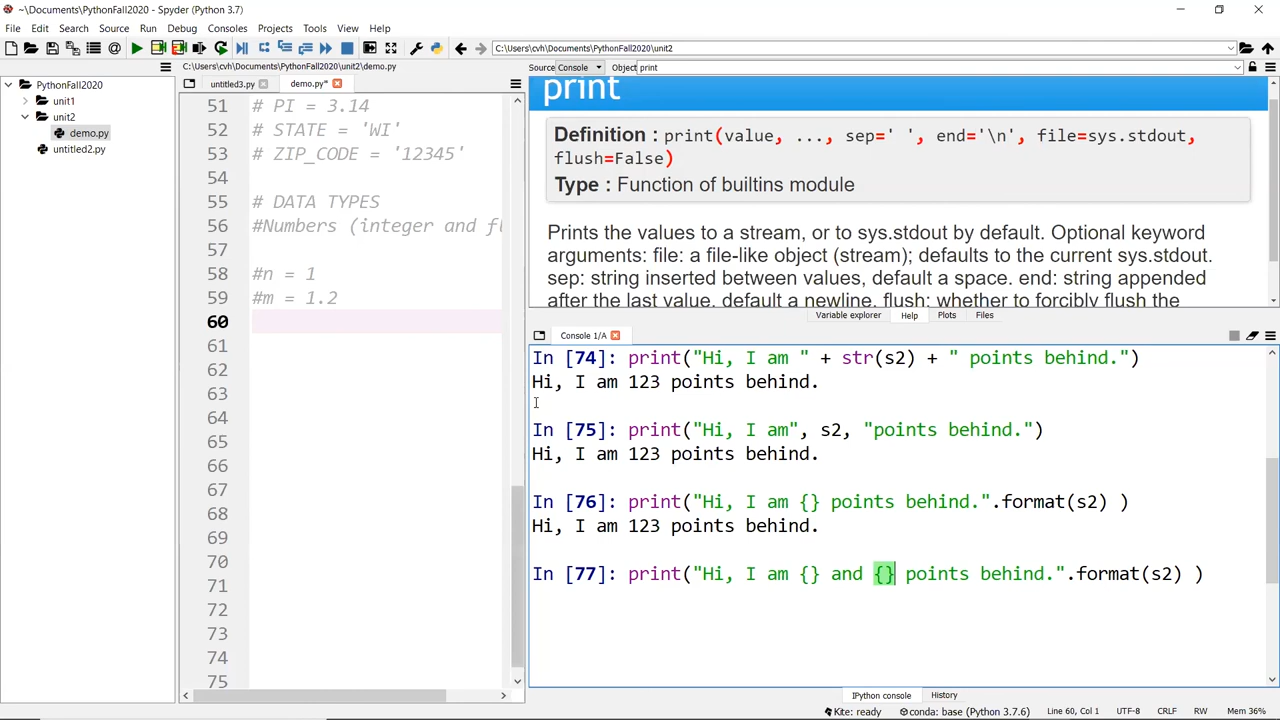 ~\Documents\PythonFall2020 - Spyder (Python 3.7)
File Edit Search Source Run Debug Consoles Projects Tools View Help
C:\Users\cvh\Documents\PythonFall2020\unit2
C:\Users\cvh\Documents\PythonFall2020\unit2\demo.py
Source Console Object print
PythonFall2020
unit1
unit2
demo.py
untitled2.py
untitled3.py demo.py*
51 # PI = 3.14
52 # STATE = 'WI'
53 # ZIP_CODE = '12345'
54
55 # DATA TYPES
56 #Numbers (integer and fl
57
58 #n = 1
59 #m = 1.2
60
61
62
63
64
65
66
67
68
69
70
71
72
73
74
75
print
Definition : print(value, ..., sep=' ', end='\n', file=sys.stdout,
flush=False)
Type : Function of builtins module
Prints the values to a stream, or to sys.stdout by default. Optional keyword
arguments: file: a file-like object (stream); defaults to the current sys.stdout.
sep: string inserted between values, default a space. end: string appended
after the last value, default a newline. flush: whether to forcibly flush the
Variable explorer Help Plots Files
Console 1/A
In [74]: print("Hi, I am " + str(s2) + " points behind.")
Hi, I am 123 points behind.
In [75]: print("Hi, I am", s2, "points behind.")
Hi, I am 123 points behind.
In [76]: print("Hi, I am {} points behind.".format(s2) )
Hi, I am 123 points behind.
In [77]: print("Hi, I am {} and {} points behind.".format(s2) )
IPython console History
Kite: ready conda: base (Python 3.7.6) Line 60, Col 1 UTF-8 CRLF RW Mem 36%